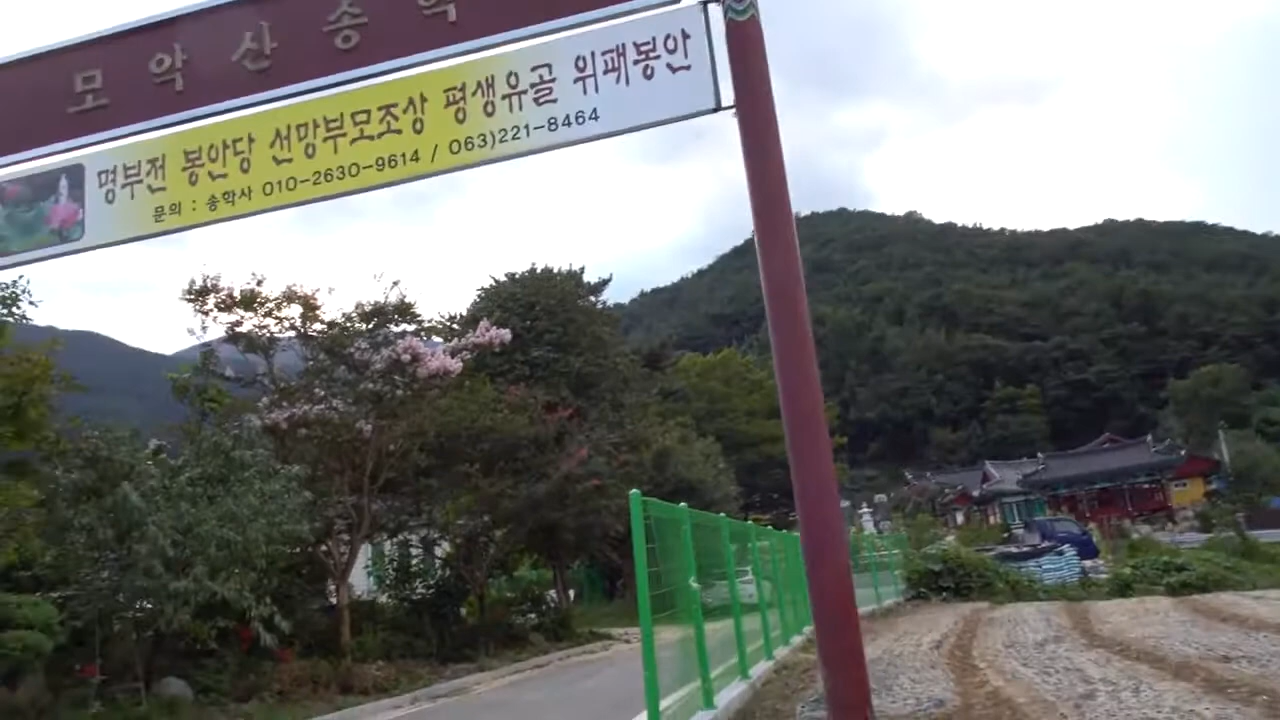 모악산송학
명부전 봉안당 선망부모조상 평생유골 위패봉안
문의 : 송학사 010-2630-9614 / 063)221-8464